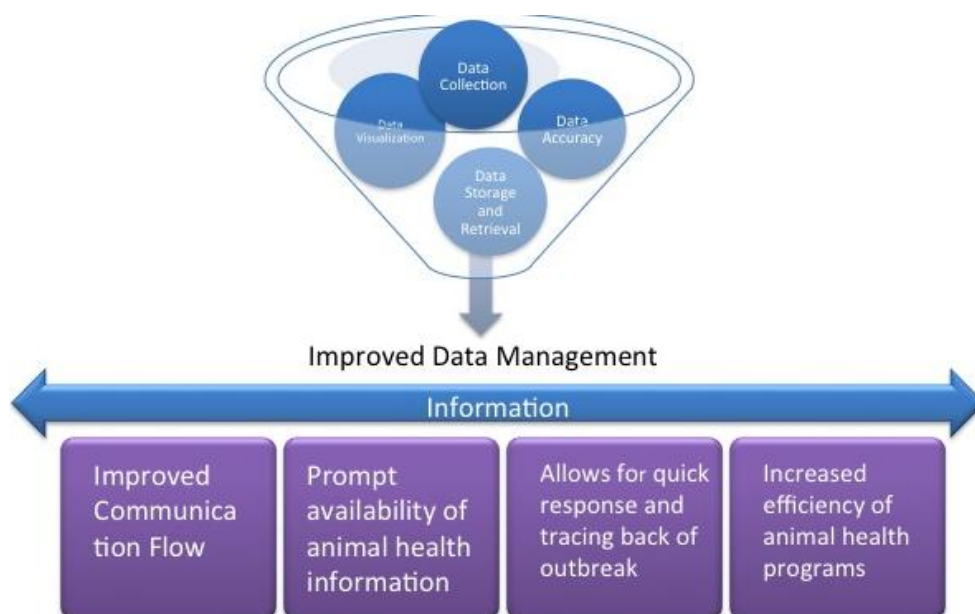 Data
Collection
Data
Visualization
Data
Accuracy
Data
Storage
and
Retrieval
Improved Data Management
Information
Improved
Communica
tion Flow
Prompt
availability of
animal health
information
Allows for quick
response and
tracing back of
outbreak
Increased
efficiency of
animal health
programs